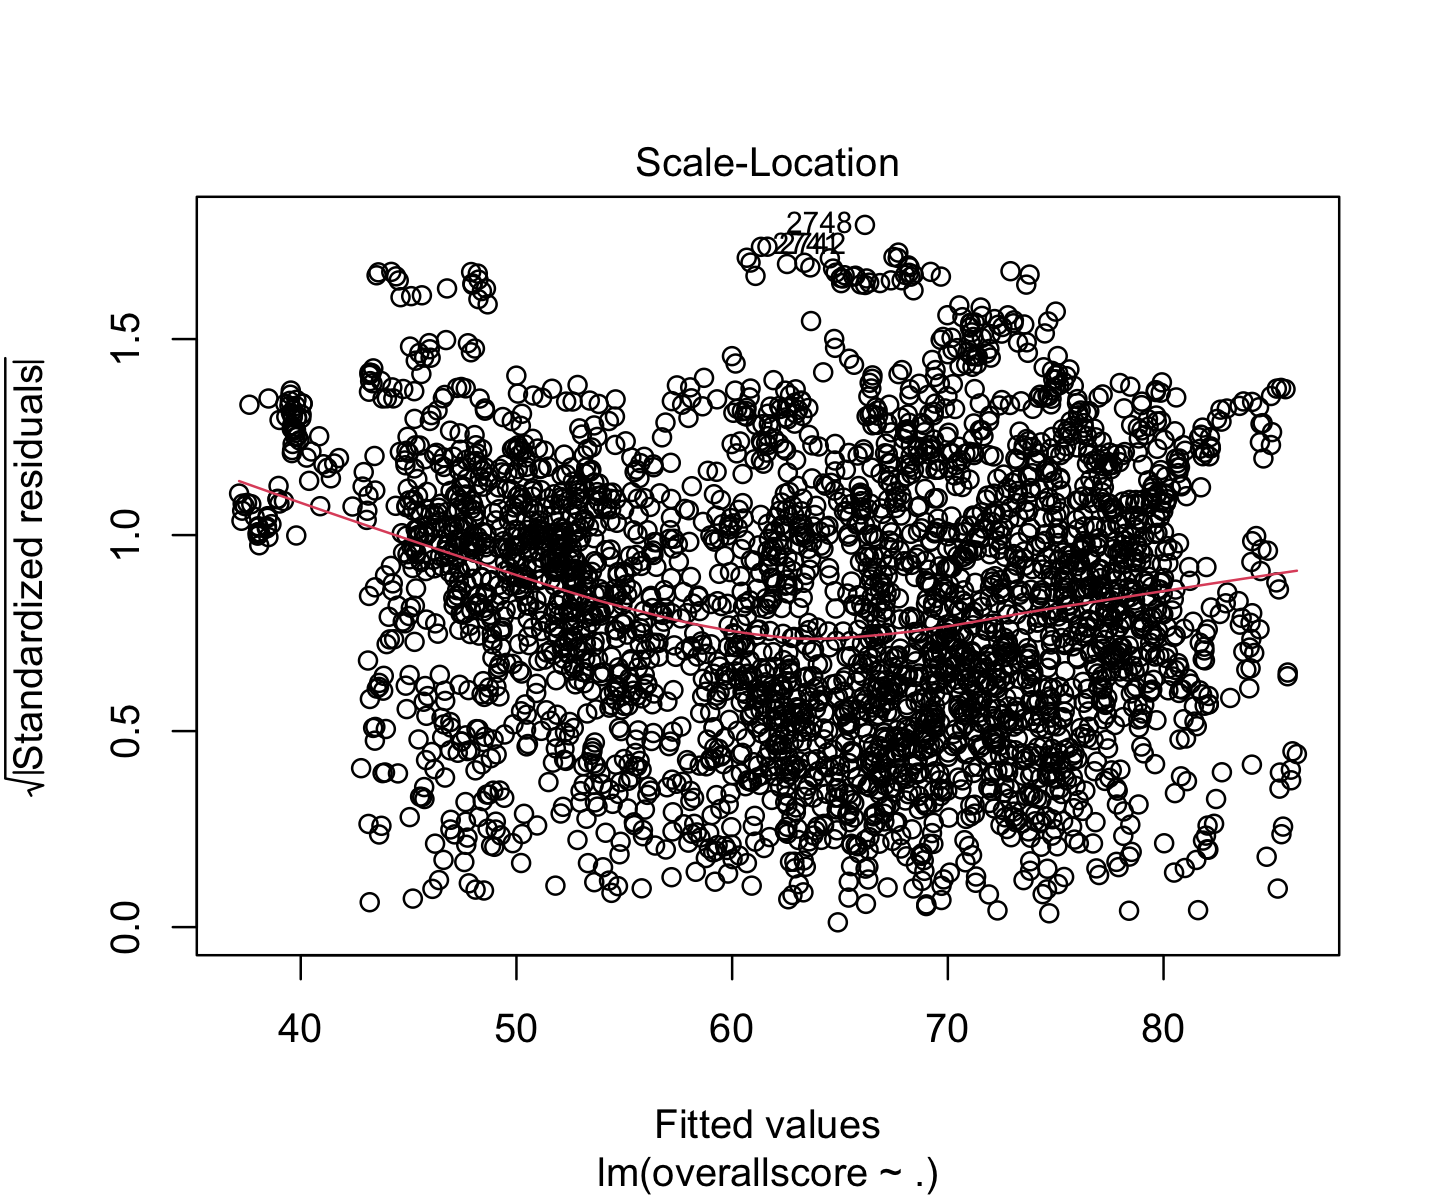 Scale-Location
2748
2741
2742
√|Standardized residuals|
1.5
1.0
0.5
0.0
40 50 60 70 80
Fitted values
lm(overallscore ~ .)